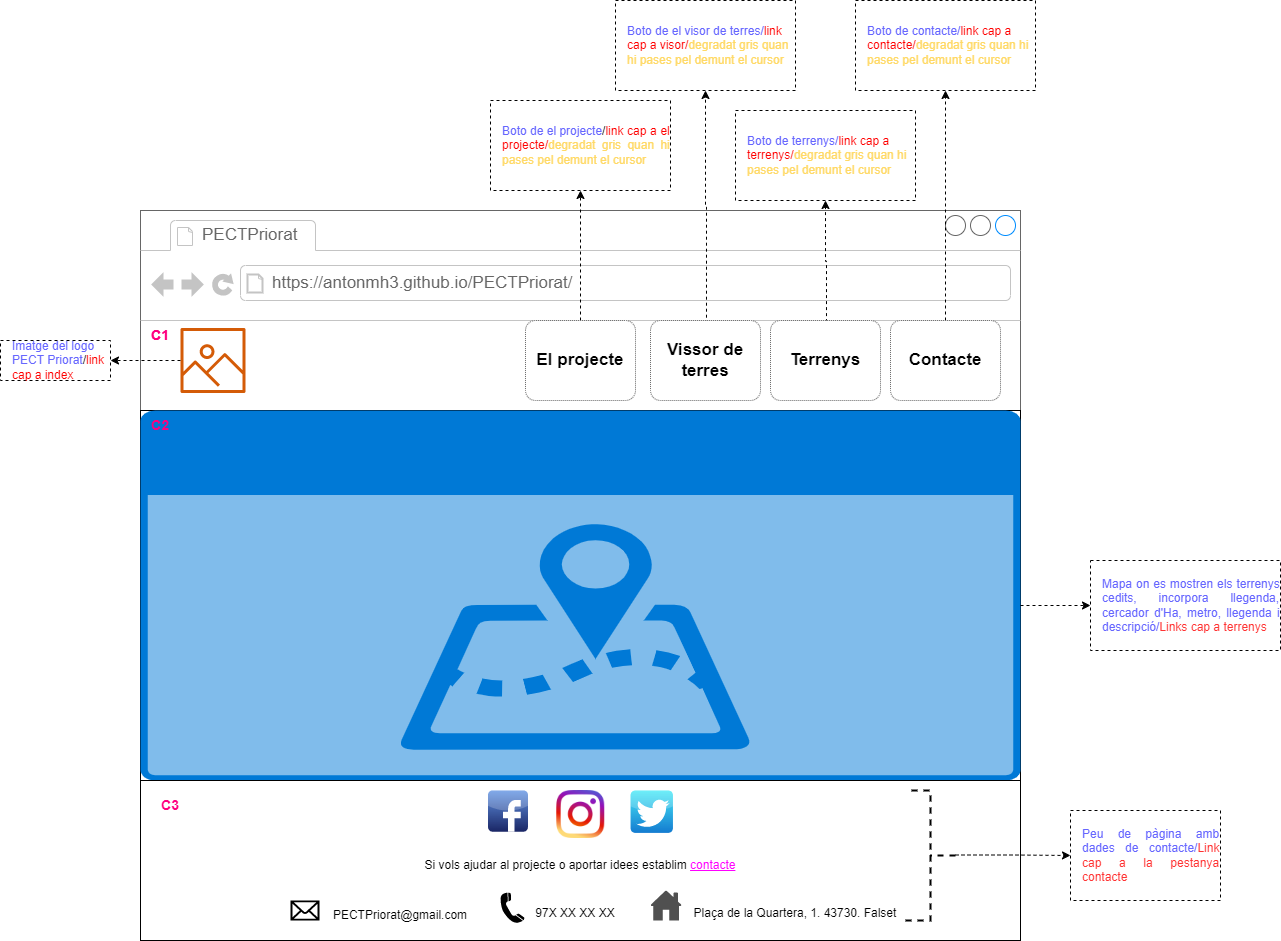 Boto de el visor de terres/link
cap a visor/degradat gris quan
hi pases pel demunt el cursor
Boto de contacte/link cap a
contacte/degradat gris quan hi
pases pel demunt el cursor
Boto de el projecte/link cap a el
projecte/degradat gris quan hi
pases pel demunt el cursor
Boto de terrenys/link cap a
terrenys/degradat gris quan hi
pases pel demunt el cursor
PECTPriorat
https://antonmh3.github.io/PECTPriorat/
C1
Imatge del logo
PECT Priorat/link
cap a index
El projecte
Vissor de
terres
Terrenys
Contacte
C2
Mapa on es mostren els terrenys
cedits, incorpora llegenda,
cercador d'Ha, metro, llegenda i
descripció/Links cap a terrenys
C3
Si vols ajudar al projecte o aportar idees establim contacte
PECTPriorat@gmail.com
97X XX XX XX
Plaça de la Quartera, 1. 43730. Falset
Peu de pàgina amb
dades de contacte/Link
cap a la pestanya
contacte